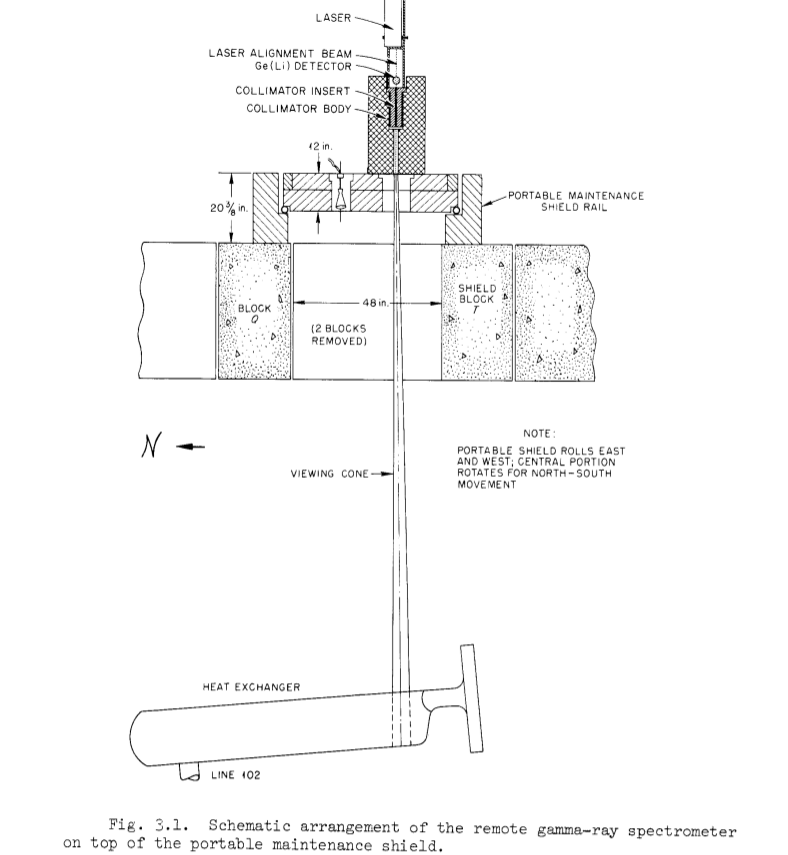 LASER
LASER ALIGNMENT BEAM
Ge(Li) DETECTOR
COLLIMATOR INSERT
COLLIMATOR BODY
12 in.
20 3/8 in.
PORTABLE MAINTENANCE
SHIELD RAIL
BLOCK
Q
48 in.
(2 BLOCKS
REMOVED)
SHIELD
BLOCK
T
N
NOTE:
PORTABLE SHIELD ROLLS EAST
AND WEST; CENTRAL PORTION
ROTATES FOR NORTH-SOUTH
MOVEMENT
VIEWING CONE
HEAT EXCHANGER
LINE 102
Fig. 3.1. Schematic arrangement of the remote gamma-ray spectrometer
on top of the portable maintenance shield.